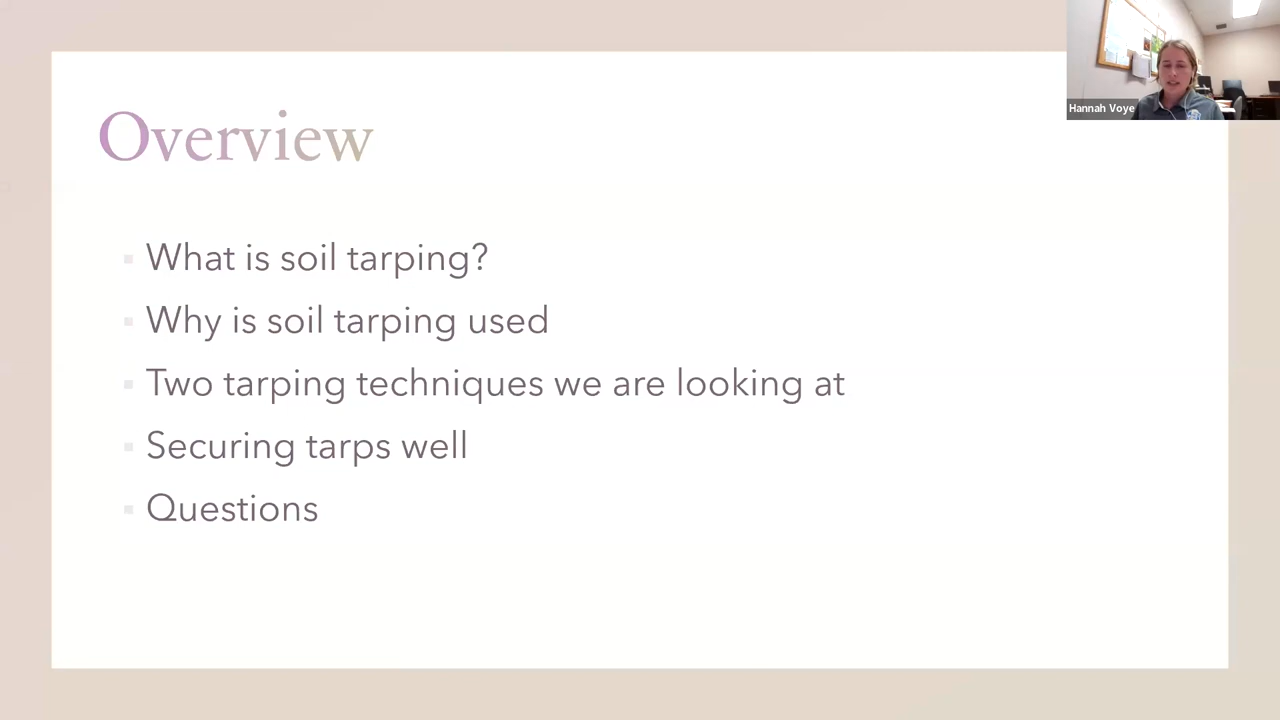 Overview
Hannah Voye
What is soil tarping?
Why is soil tarping used
Two tarping techniques we are looking at
Securing tarps well
Questions